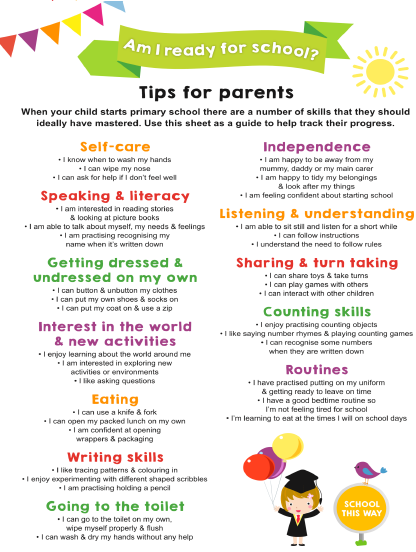 Am I ready for school?
Tips for parents
When your child starts primary school there are a number of skills that they should
ideally have mastered. Use this sheet as a guide to help track their progress.
Self-care
• I know when to wash my hands
• I can wipe my nose
• I can ask for help if I don't feel well
Speaking & literacy
• I am interested in reading stories
& looking at picture books
• I am able to talk about myself, my needs & feelings
• I am practising recognising my
name when it's written down
Getting dressed &
undressed on my own
• I can button & unbutton my clothes
• I can put my own shoes & socks on
• I can put my coat on & use a zip
Interest in the world
& new activities
• I enjoy learning about the world around me
• I am interested in exploring new
activities or environments
• I like asking questions
Eating
• I can use a knife & fork
• I can open my packed lunch on my own
• I am confident at opening
wrappers & packaging
Writing skills
• I like tracing patterns & colouring in
• I enjoy experimenting with different shaped scribbles
• I am practising holding a pencil
Going to the toilet
• I can go to the toilet on my own,
wipe myself properly & flush
• I can wash & dry my hands without any help
Independence
• I am happy to be away from my
mummy, daddy or my main carer
• I am happy to tidy my belongings
& look after my things
• I am feeling confident about starting school
Listening & understanding
• I am able to sit still and listen for a short while
• I can follow instructions
• I understand the need to follow rules
Sharing & turn taking
• I can share toys & take turns
• I can play games with others
• I can interact with other children
Counting skills
• I enjoy practising counting objects
• I like saying number rhymes & playing counting games
• I can recognise some numbers
when they are written down
Routines
• I have practised putting on my uniform
& getting ready to leave on time
• I have a good bedtime routine so
I'm not feeling tired for school
• I'm learning to eat at the times I will on school days
SCHOOL
THIS WAY